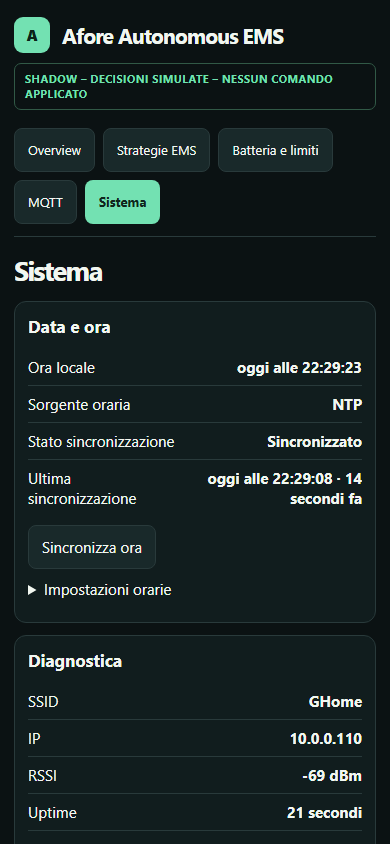 A
Afore Autonomous EMS
SHADOW – DECISIONI SIMULATE – NESSUN COMANDO
APPLICATO
Overview
Strategie EMS
Batteria e limiti
MQTT
Sistema
Sistema
Data e ora
Ora locale
oggi alle 22:29:23
Sorgente oraria
NTP
Stato sincronizzazione
Sincronizzato
Ultima
sincronizzazione
oggi alle 22:29:08 · 14
secondi fa
Sincronizza ora
Impostazioni orarie
Diagnostica
SSID
GHome
IP
10.0.0.110
RSSI
-69 dBm
Uptime
21 secondi